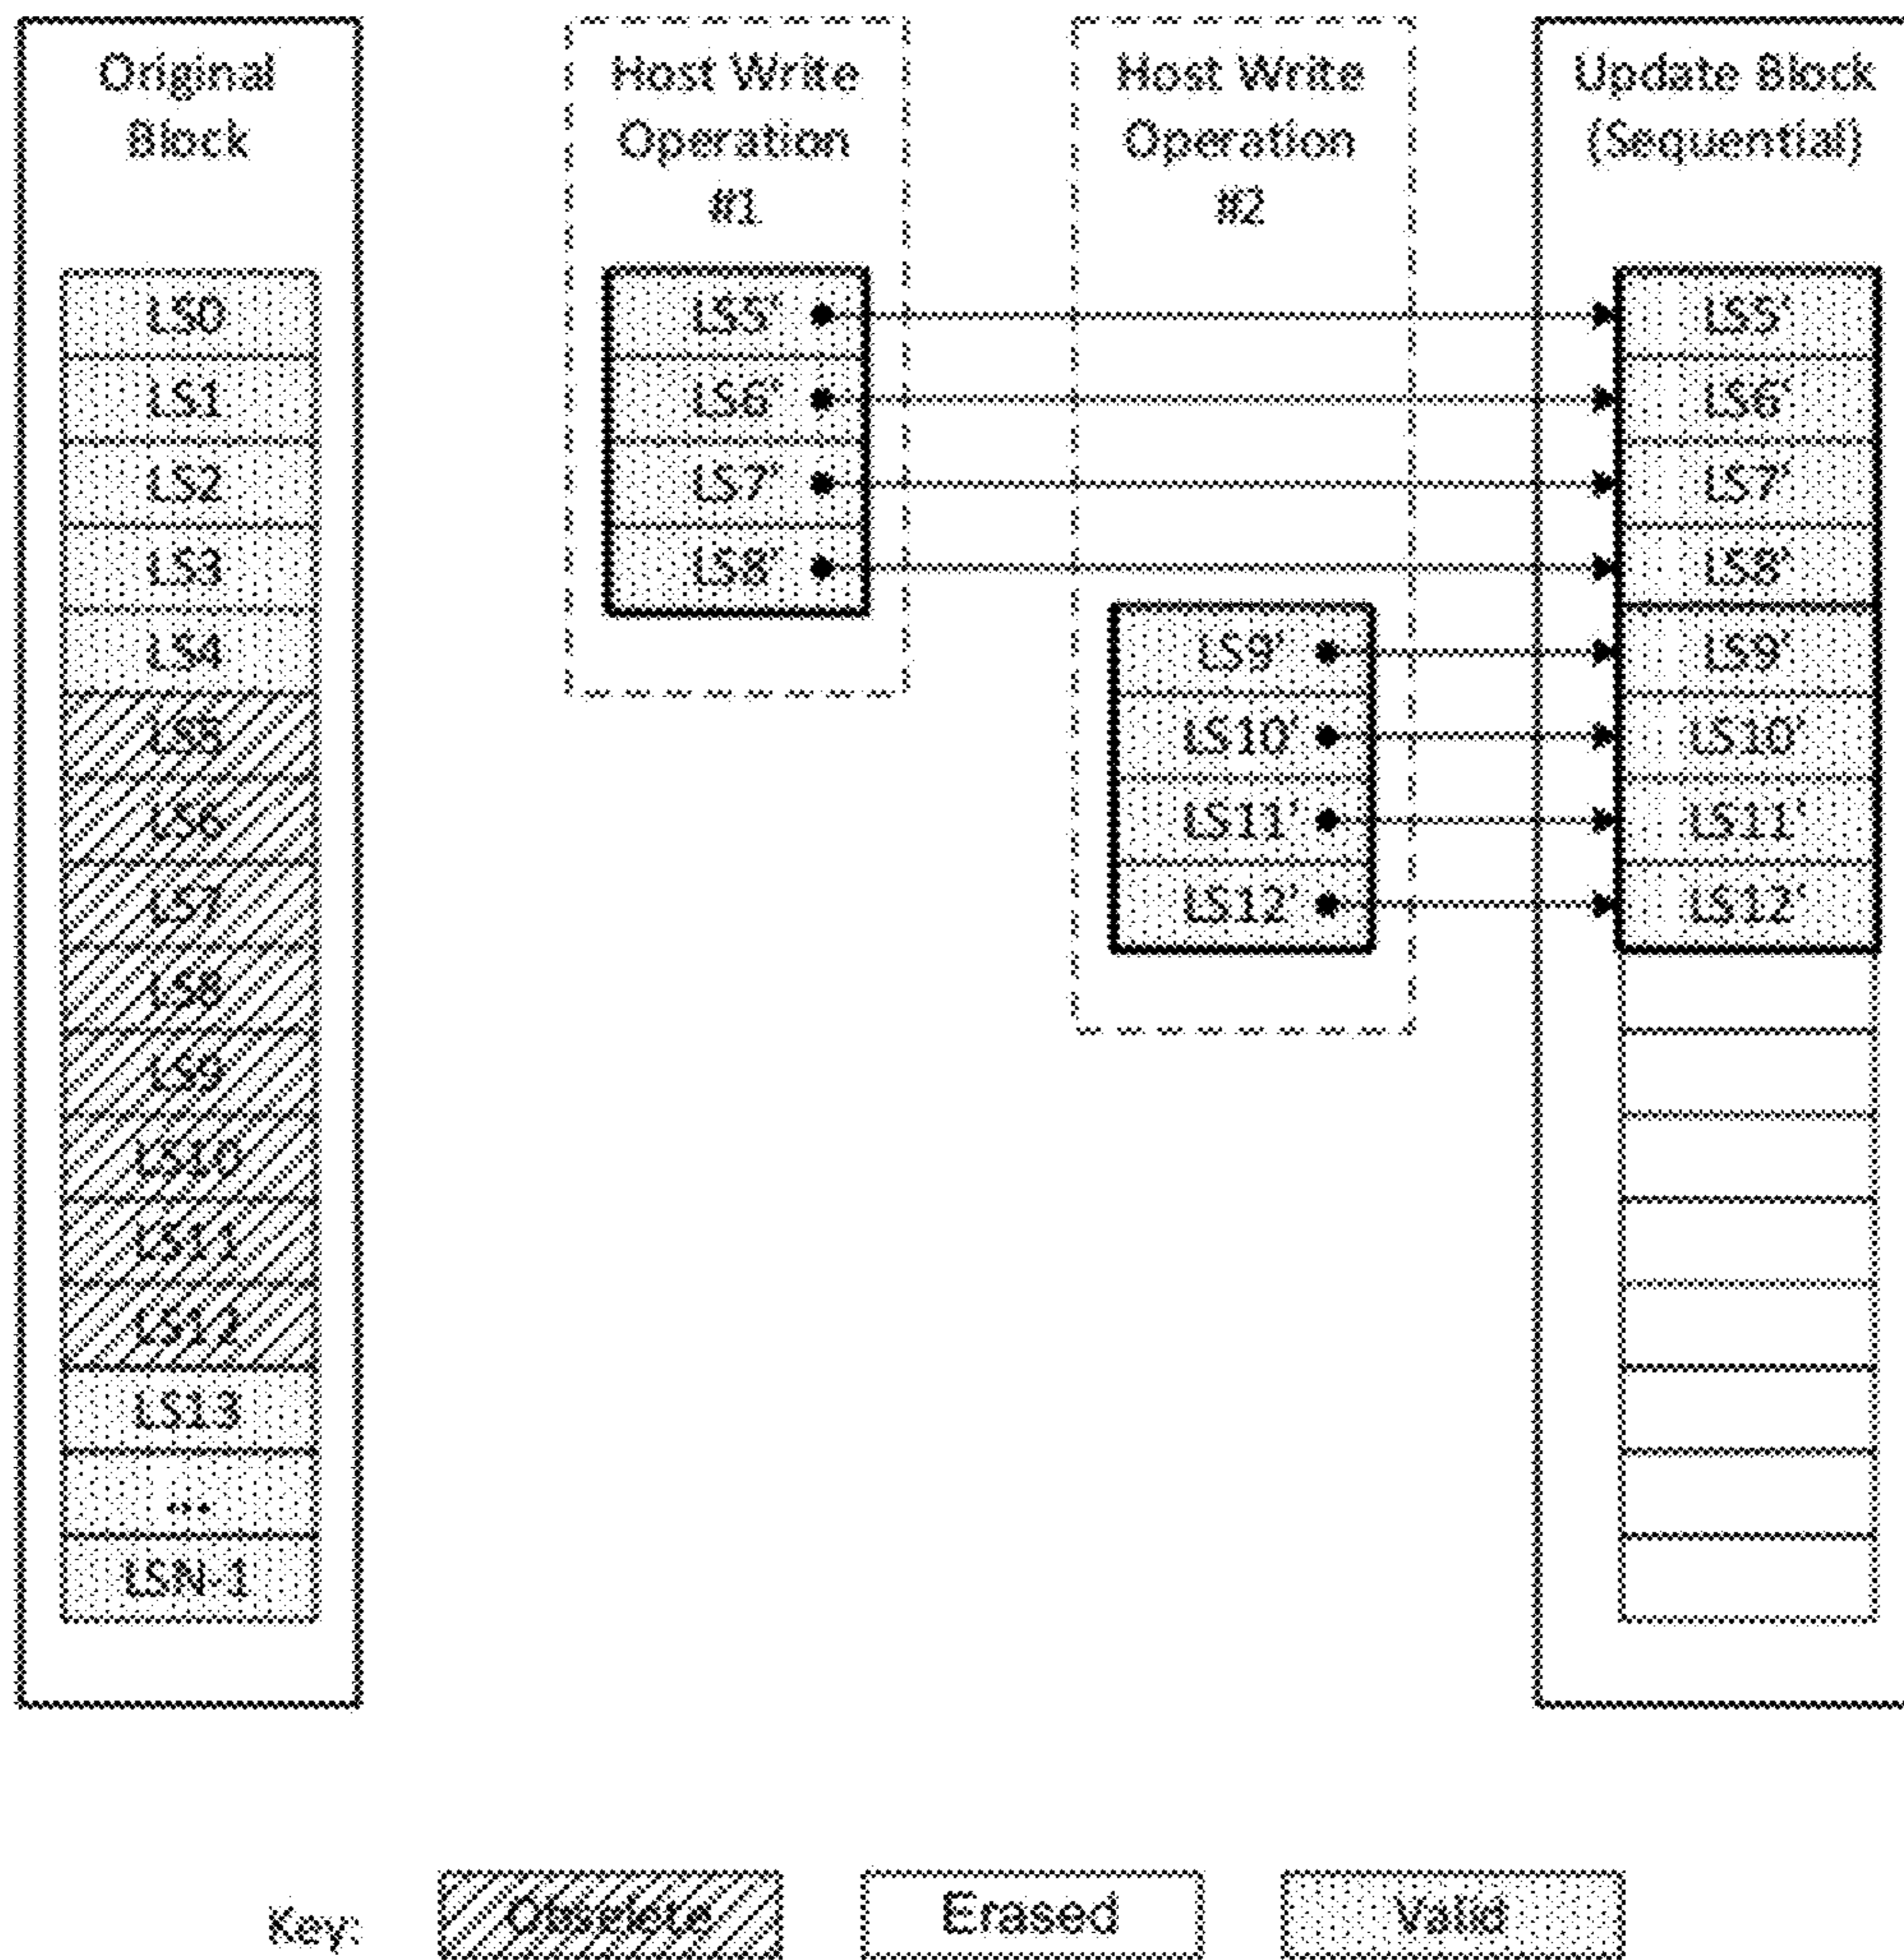 Original
Block
LS0
LS1
LS2
LS3
LS4
LS5
LS6
LS7
LS8
LS9
LS10
LS11
LS12
LS13
...
LSN-1
Host Write
Operation
#1
LS5'
LS6'
LS7'
LS8'
Host Write
Operation
#2
LS9'
LS10'
LS11'
LS12'
Update Block
(Sequential)
LS5'
LS6'
LS7'
LS8'
LS9'
LS10'
LS11'
LS12'
Key:
Obselete
Erased
Valid